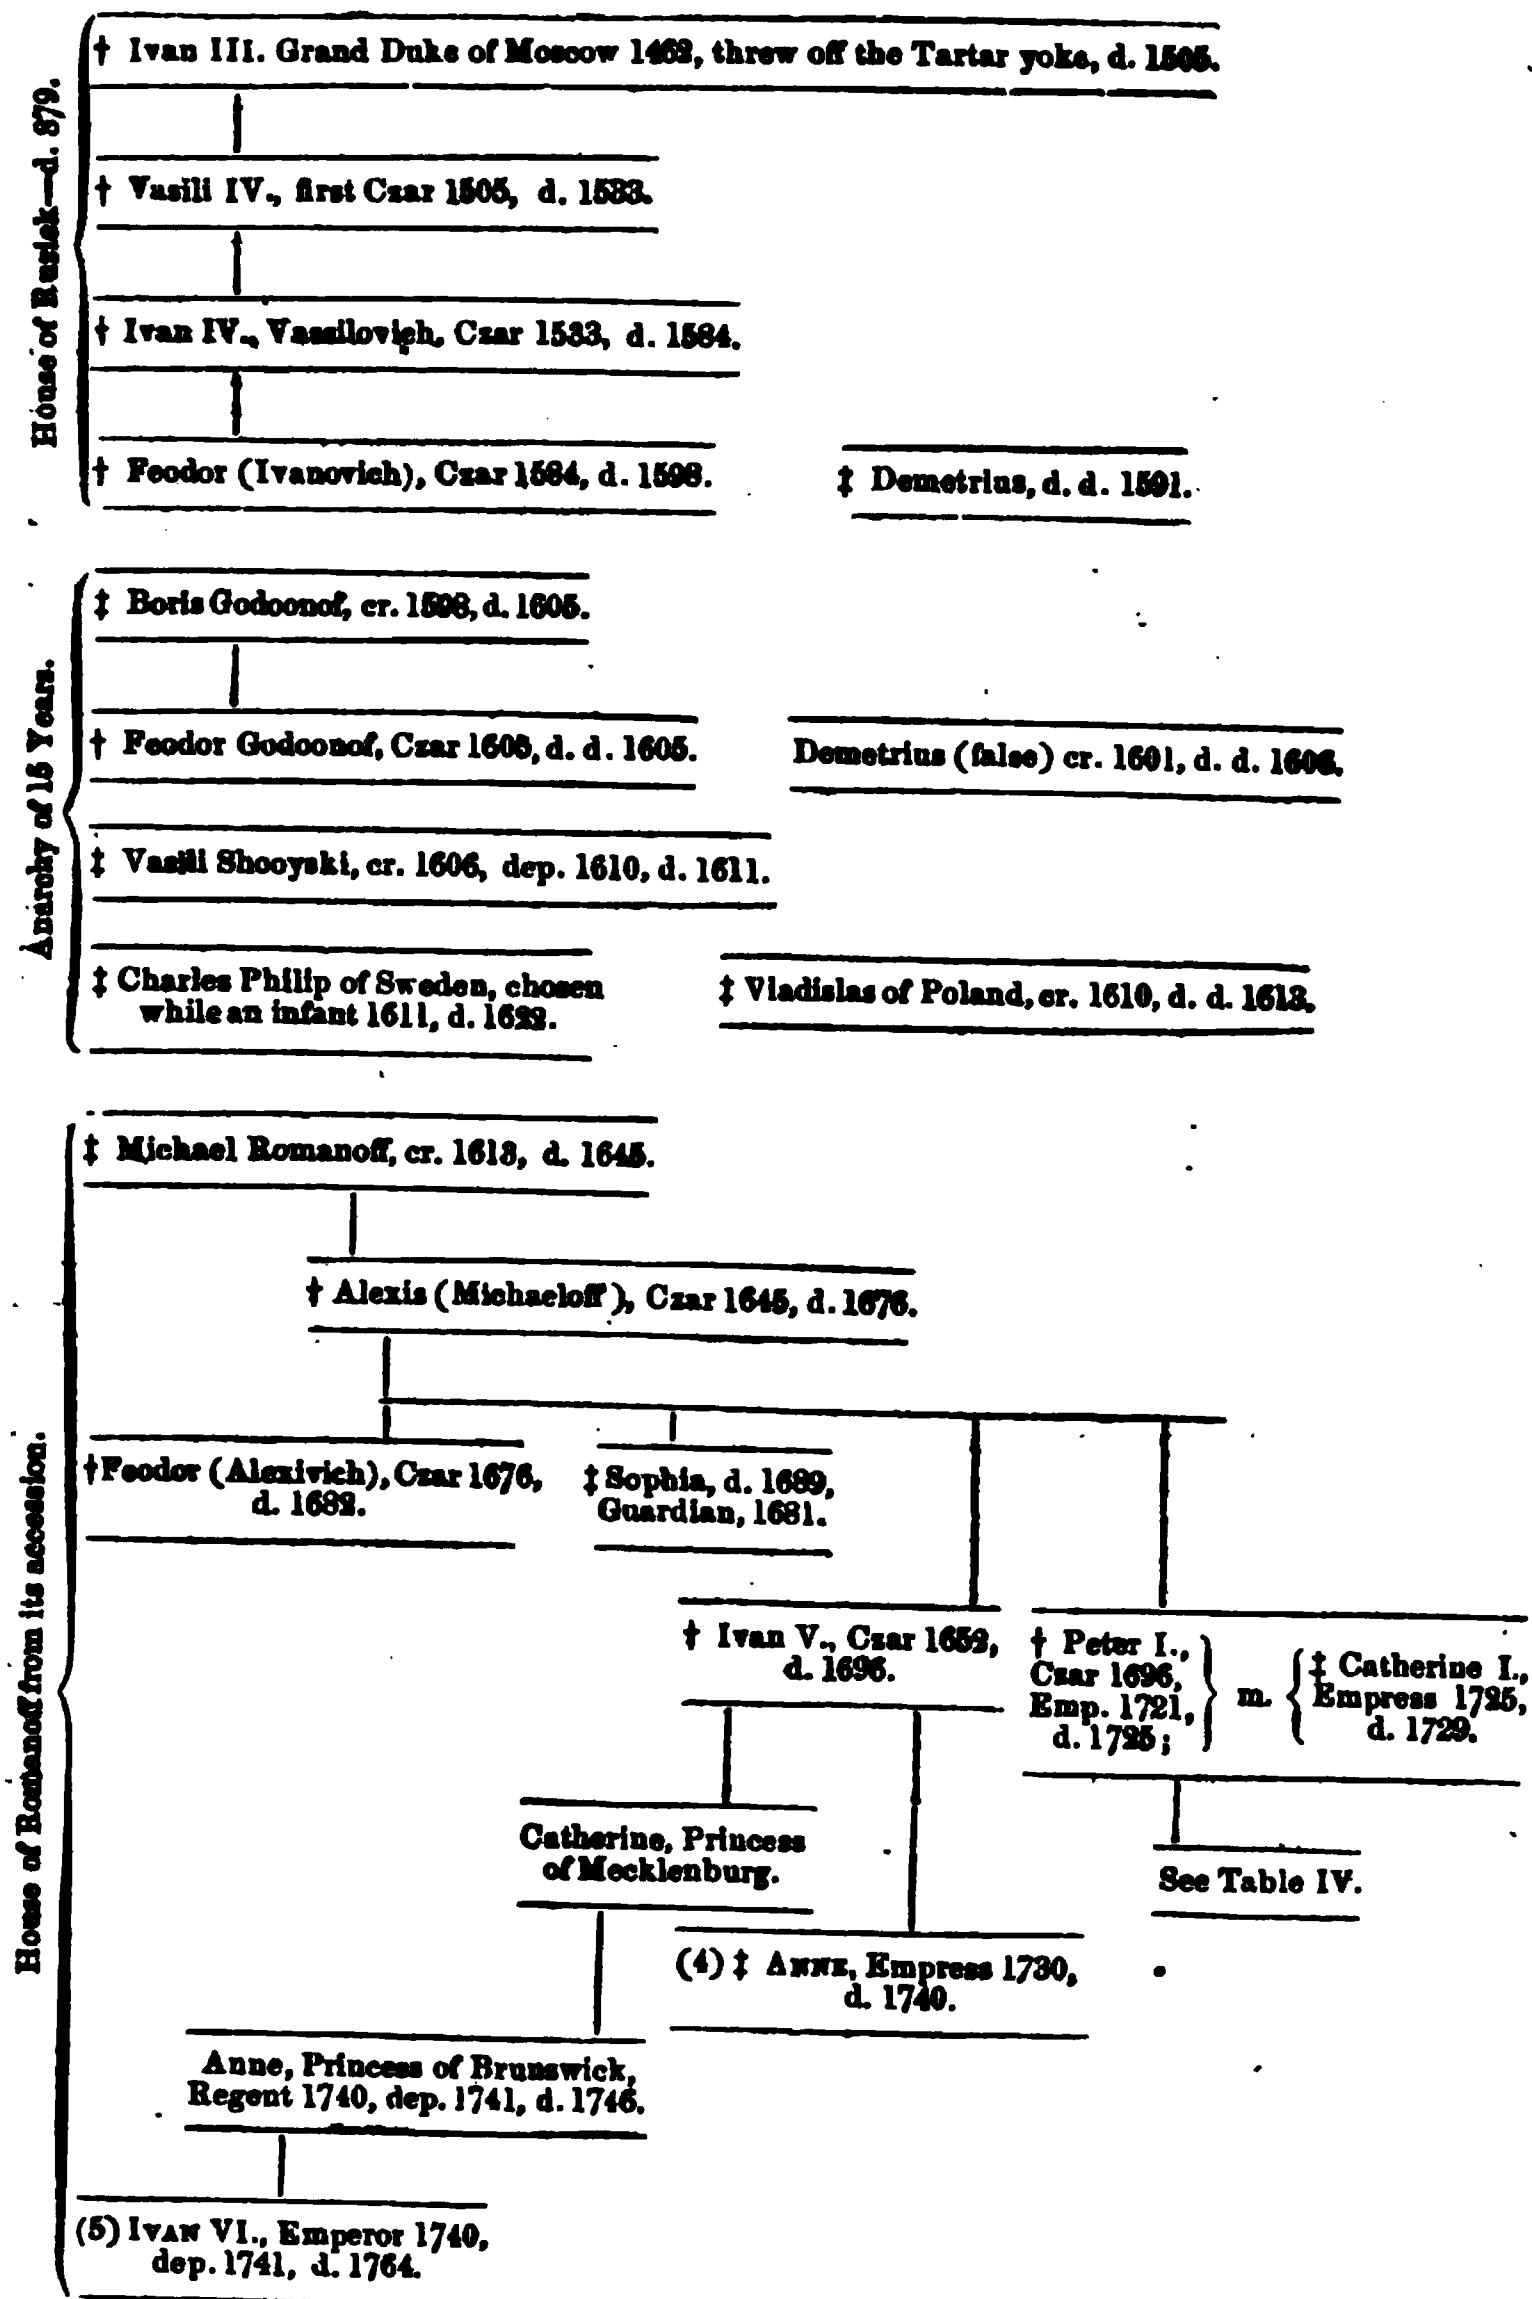 House of Rusiek—d. 879.
† Ivan III. Grand Duke of Moscow 1462, threw off the Tartar yoke, d. 1505.
† Vasili IV., first Czar 1505, d. 1533.
† Ivan IV., Vassilovich, Czar 1533, d. 1584.
† Feodor (Ivanovich), Czar 1584, d. 1598.
‡ Demetrius, d. d. 1591.
Anarchy of 15 Years.
‡ Boris Godoonof, cr. 1598, d. 1605.
† Feodor Godoonof, Czar 1605, d. d. 1605.
Demetrius (false) cr. 1601, d. d. 1606.
‡ Vasili Shooyski, cr. 1606, dep. 1610, d. 1611.
‡ Charles Philip of Sweden, chosen
while an infant 1611, d. 1622.
‡ Vladislas of Poland, cr. 1610, d. d. 1613.
House of Romanoff from its accession.
‡ Michael Romanoff, cr. 1613, d. 1645.
† Alexis (Michaeloff), Czar 1645, d. 1676.
† Feodor (Alexivich), Czar 1676,
d. 1682.
‡ Sophia, d. 1689,
Guardian, 1681.
† Ivan V., Czar 1652,
d. 1696.
† Peter I.,
Czar 1696,
Emp. 1721,
d. 1725;
m.
‡ Catherine I.,
Empress 1725,
d. 1729.
Catherine, Princess
of Mecklenburg.
See Table IV.
(4) ‡ ANNE, Empress 1730,
d. 1740.
Anne, Princess of Brunswick,
Regent 1740, dep. 1741, d. 1746.
(5) IVAN VI., Emperor 1740,
dep. 1741, d. 1764.